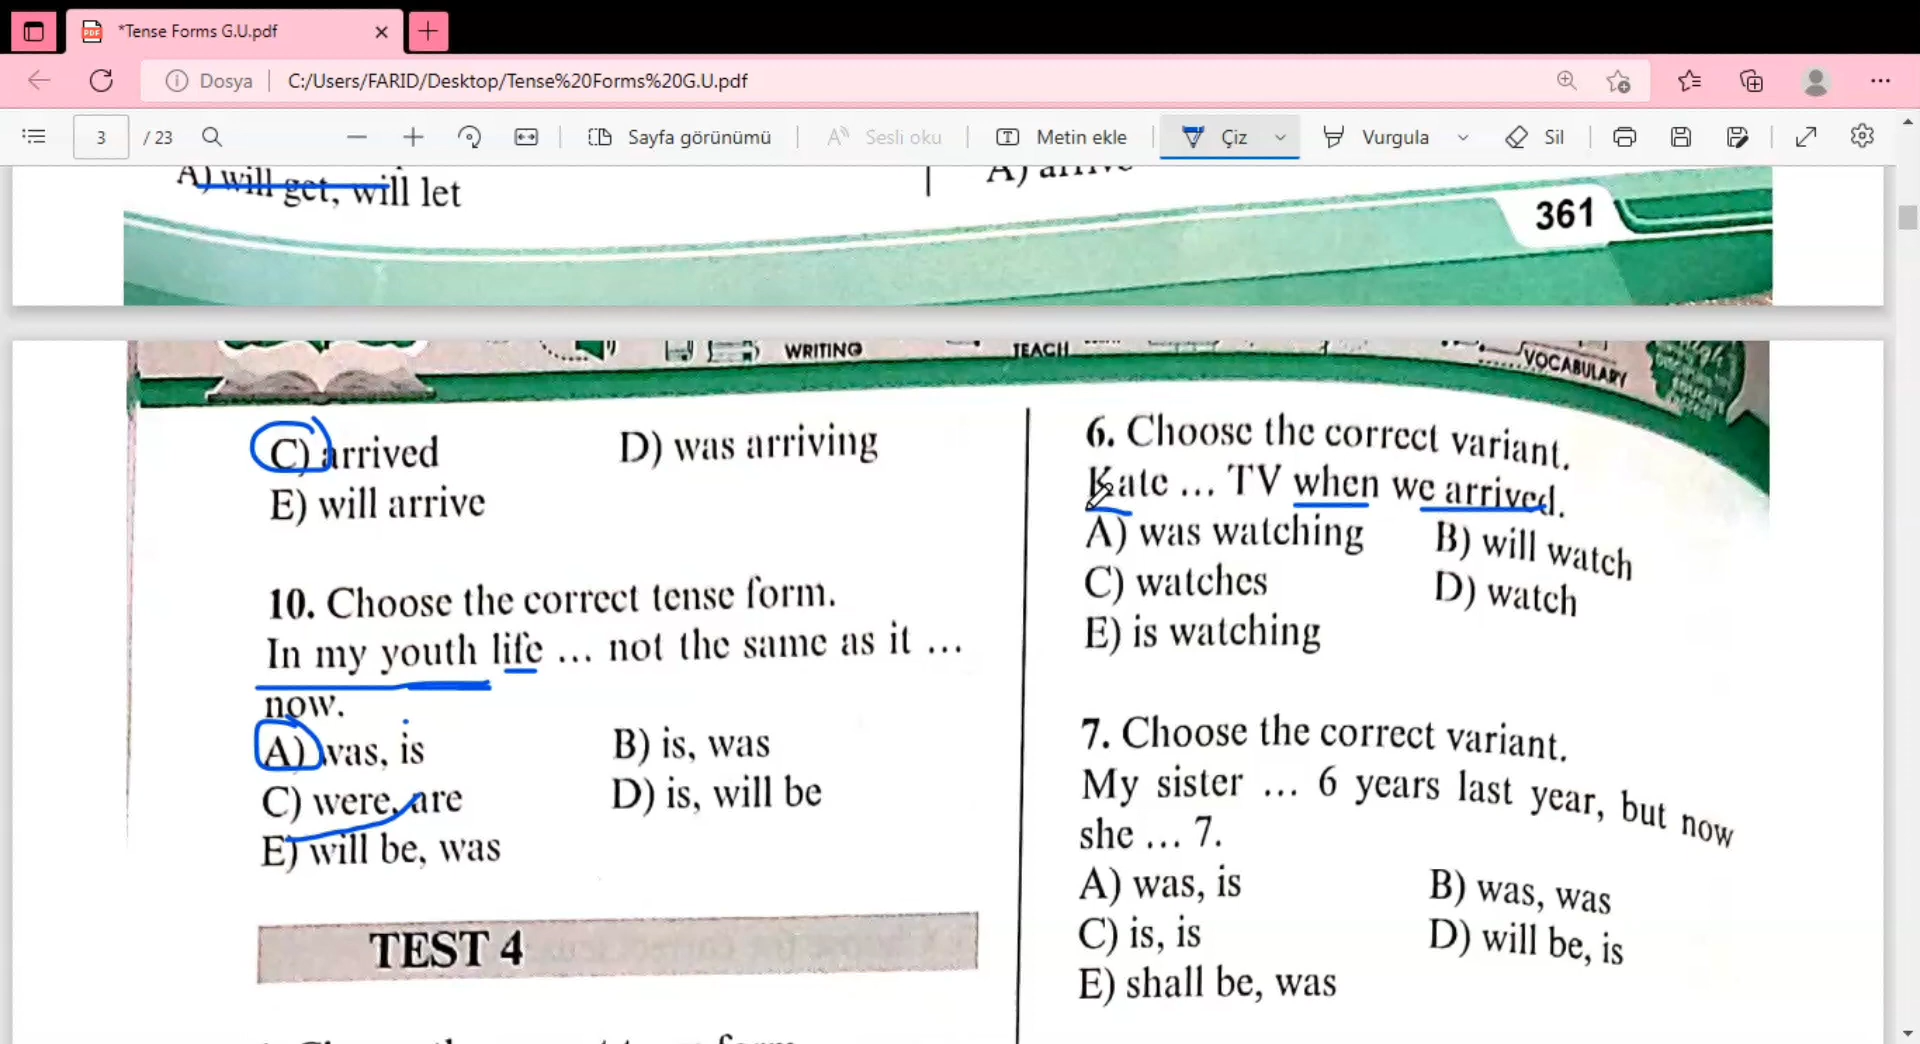 *Tense Forms G.U.pdf
Dosya
C:/Users/FARID/Desktop/Tense%20Forms%20G.U.pdf
3
/ 23
Sayfa görünümü
Sesli oku
Metin ekle
Çiz
Vurgula
Sil
A) will get, will let
A) arrive
361
WRITING
TEACH
VOCABULARY
C) arrived
D) was arriving
E) will arrive
10. Choose the correct tense form.
In my youth life ... not the same as it ...
now.
A) was, is
B) is, was
C) were, are
D) is, will be
E) will be, was
TEST 4
6. Choose the correct variant.
Kate ... TV when we arrived.
A) was watching
B) will watch
C) watches
D) watch
E) is watching
7. Choose the correct variant.
My sister ... 6 years last year, but now
she ... 7.
A) was, is
B) was, was
C) is, is
D) will be, is
E) shall be, was